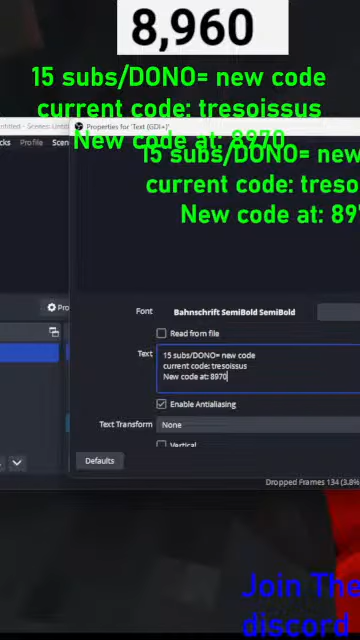 8,960
15 subs/DONO= new code
current code: tresoissus
New code at: 8970
Properties for 'Text (GDI+)'
Profile
15 subs/DONO= new
current code: treso
New code at: 89
Font
Bahnschrift SemiBold SemiBold
Read from file
Text
15 subs/DONO= new code
current code: tresoissus
New code at: 8970
Enable Antialiasing
Text Transform
None
Vertical
Defaults
Dropped Frames 134 (3.8%
Join The
discord